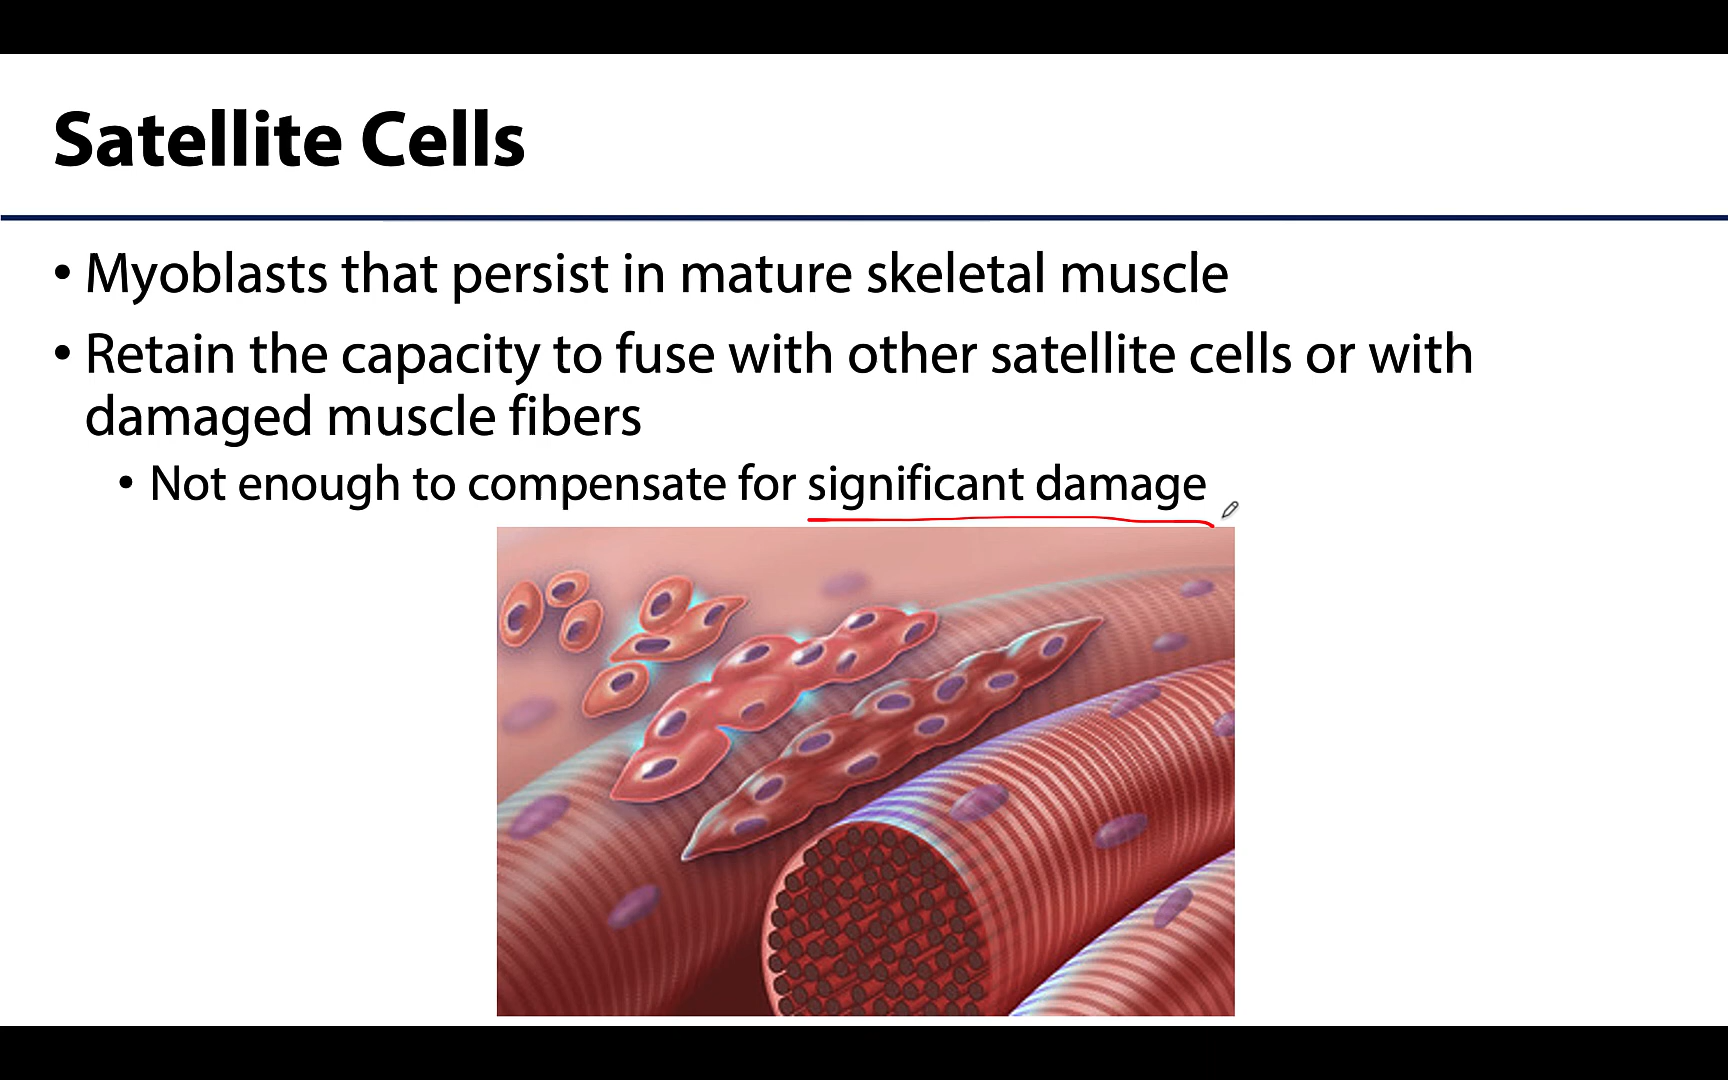 Satellite Cells
• Myoblasts that persist in mature skeletal muscle
• Retain the capacity to fuse with other satellite cells or with
damaged muscle fibers
• Not enough to compensate for significant damage